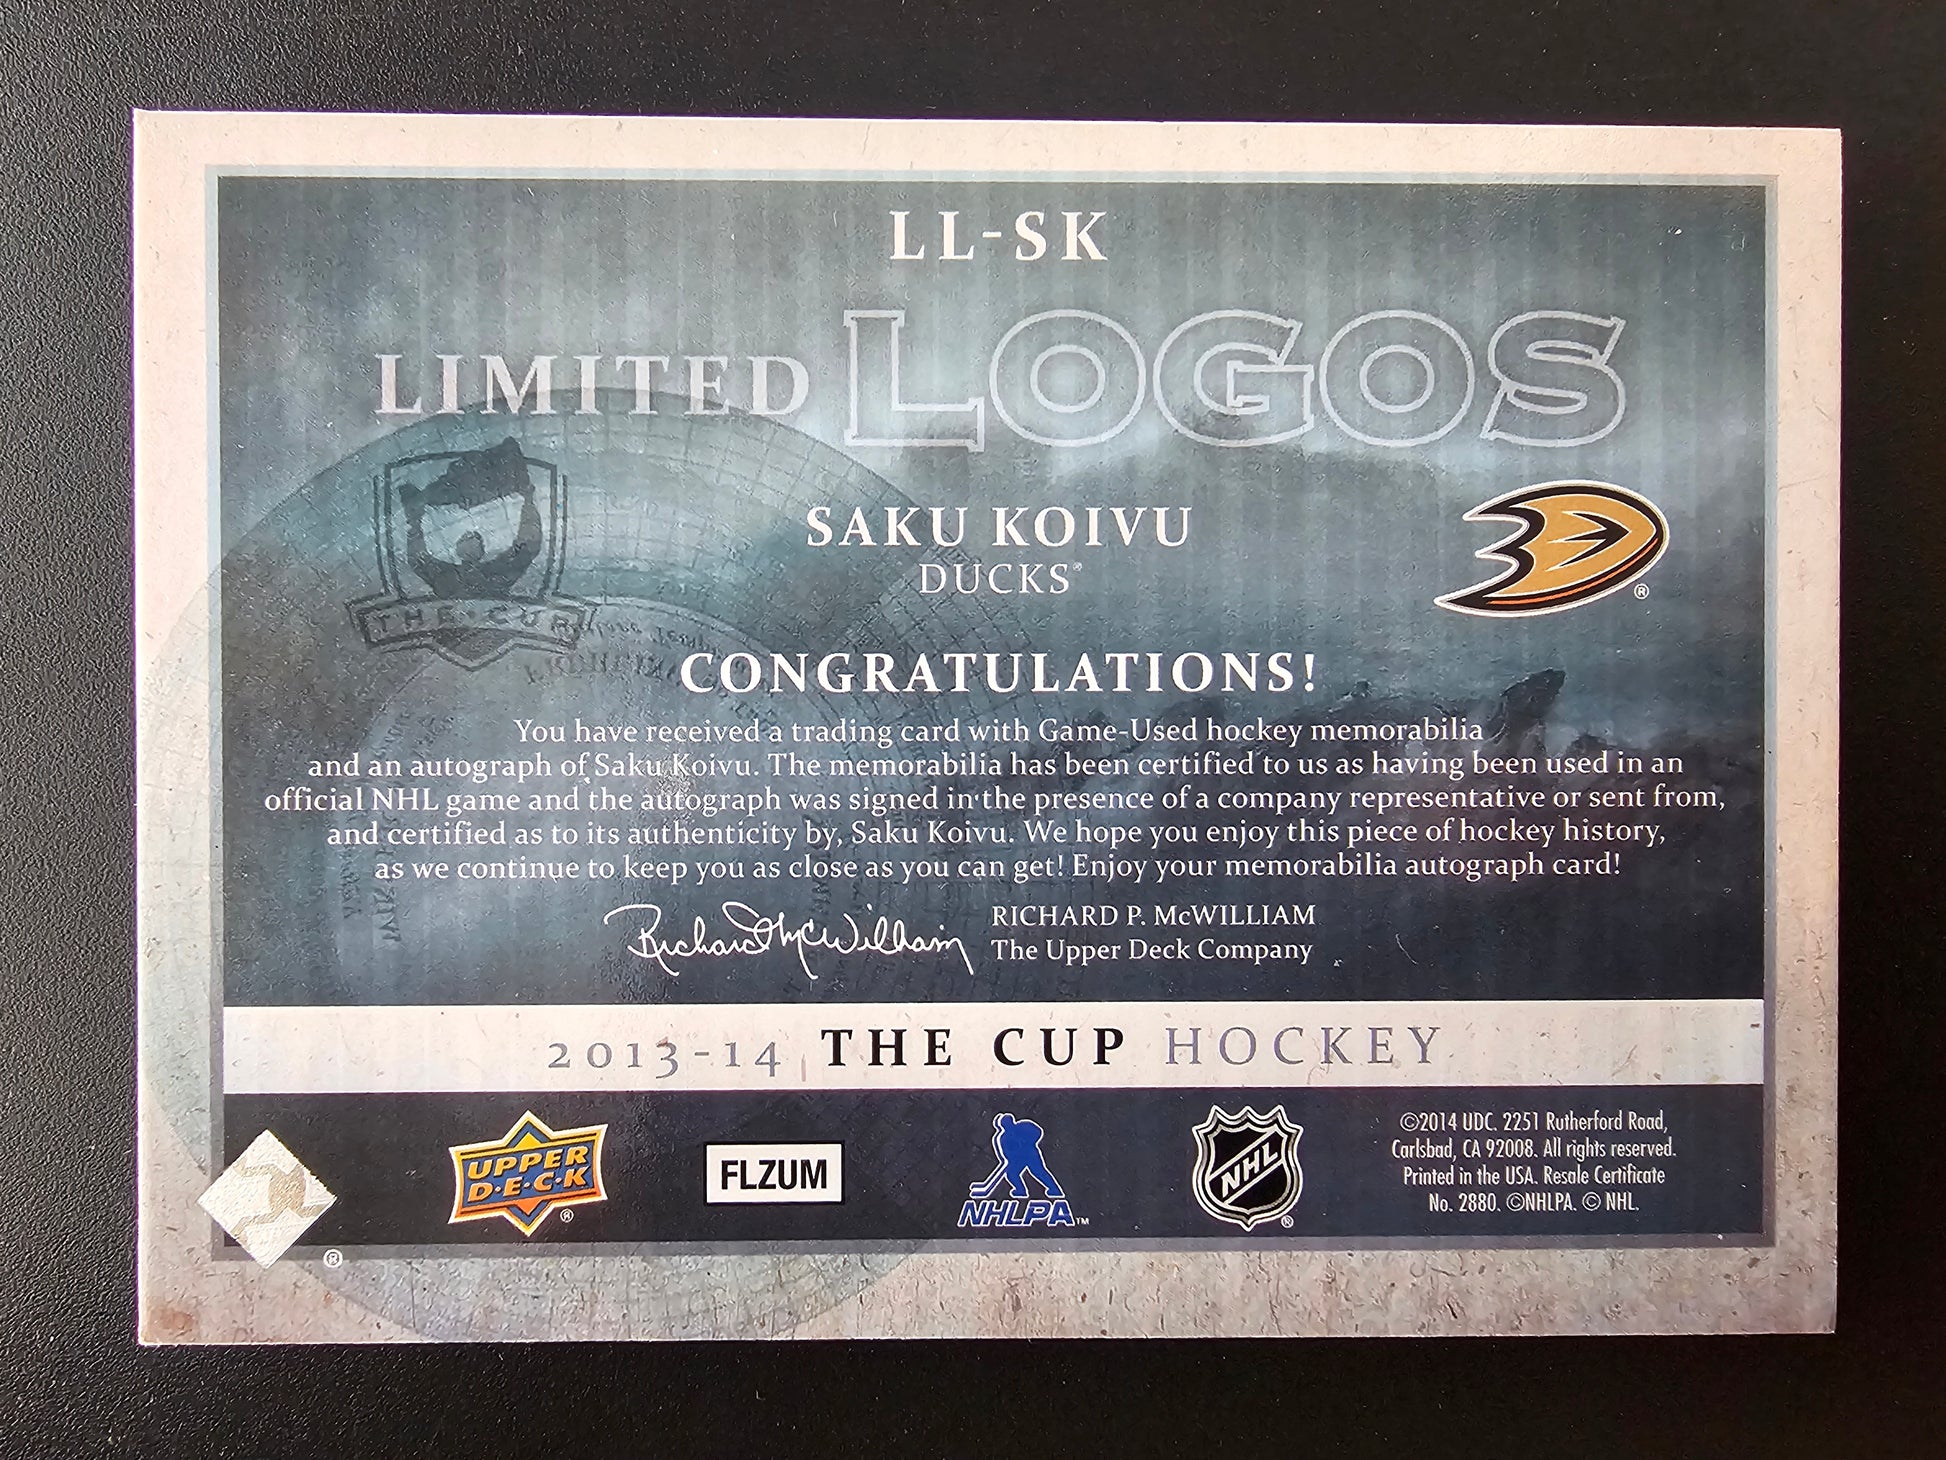 LL-SK
LIMITED LOGOS
THE·CUP
SAKU KOIVU
DUCKS®
®
CONGRATULATIONS!
You have received a trading card with Game-Used hockey memorabilia
and an autograph of Saku Koivu. The memorabilia has been certified to us as having been used in an
official NHL game and the autograph was signed in the presence of a company representative or sent from,
and certified as to its authenticity by, Saku Koivu. We hope you enjoy this piece of hockey history,
as we continue to keep you as close as you can get! Enjoy your memorabilia autograph card!
Richard McWilliam
RICHARD P. McWILLIAM
The Upper Deck Company
2013-14 THE CUP HOCKEY
®
UPPER
D·E·C·K
®
FLZUM
NHLPA™
NHL
®
©2014 UDC. 2251 Rutherford Road,
Carlsbad, CA 92008. All rights reserved.
Printed in the USA. Resale Certificate
No. 2880. ©NHLPA. © NHL.